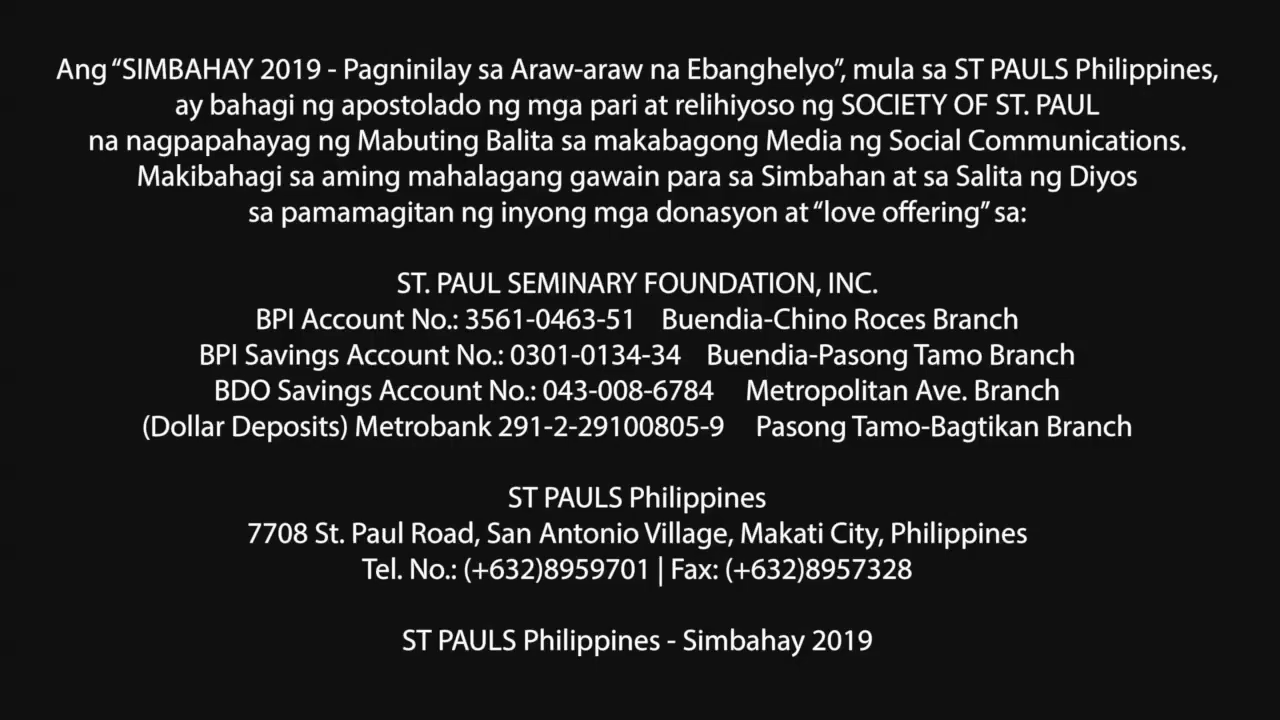 Ang “SIMBAHAY 2019 - Pagninilay sa Araw-araw na Ebanghelyo”, mula sa ST PAULS Philippines,
ay bahagi ng apostolado ng mga pari at relihiyoso ng SOCIETY OF ST. PAUL
na nagpapahayag ng Mabuting Balita sa makabagong Media ng Social Communications.
Makibahagi sa aming mahalagang gawain para sa Simbahan at sa Salita ng Diyos
sa pamamagitan ng inyong mga donasyon at “love offering” sa:
ST. PAUL SEMINARY FOUNDATION, INC.
BPI Account No.: 3561-0463-51 Buendia-Chino Roces Branch
BPI Savings Account No.: 0301-0134-34 Buendia-Pasong Tamo Branch
BDO Savings Account No.: 043-008-6784 Metropolitan Ave. Branch
(Dollar Deposits) Metrobank 291-2-29100805-9 Pasong Tamo-Bagtikan Branch
ST PAULS Philippines
7708 St. Paul Road, San Antonio Village, Makati City, Philippines
Tel. No.: (+632)8959701 | Fax: (+632)8957328
ST PAULS Philippines - Simbahay 2019